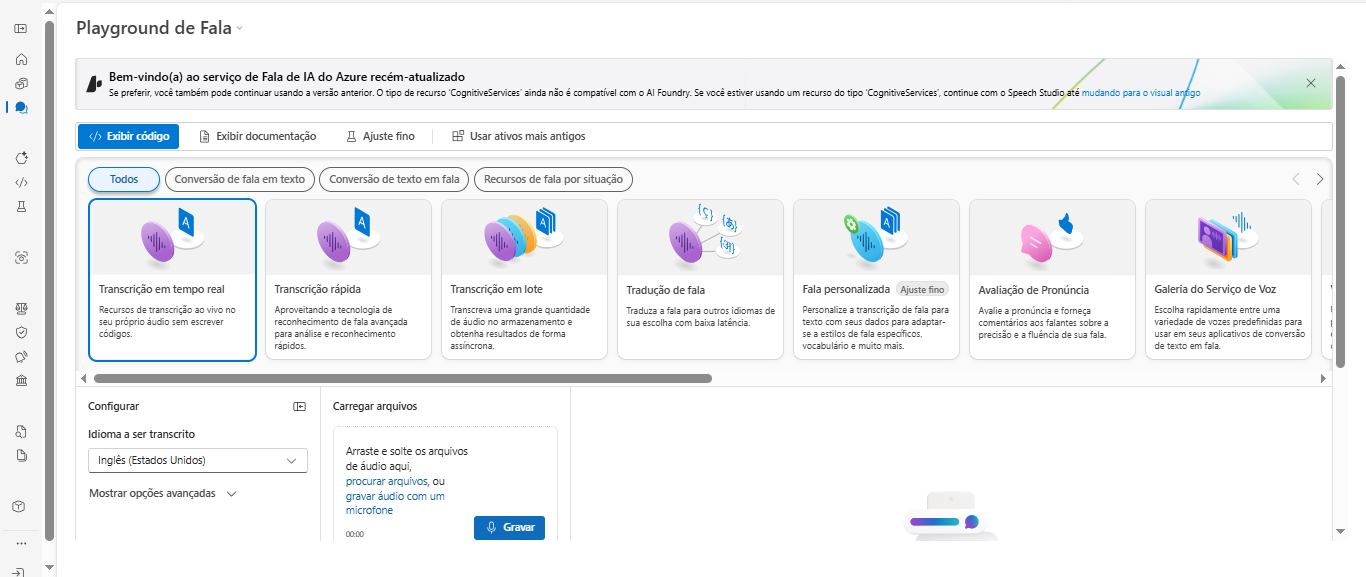 Playground de Fala
Bem-vindo(a) ao serviço de Fala de IA do Azure recém-atualizado
Se preferir, você também pode continuar usando a versão anterior. O tipo de recurso 'CognitiveServices' ainda não é compatível com o AI Foundry. Se você estiver usando um recurso do tipo 'CognitiveServices', continue com o Speech Studio até mudando para o visual antigo
Exibir código
Exibir documentação
Ajuste fino
Usar ativos mais antigos
Todos
Conversão de fala em texto
Conversão de texto em fala
Recursos de fala por situação
Transcrição em tempo real
Recursos de transcrição ao vivo no
seu próprio áudio sem escrever
códigos.
Transcrição rápida
Aproveitando a tecnologia de
reconhecimento de fala avançada
para análise e reconhecimento
rápidos.
Transcrição em lote
Transcreva uma grande quantidade
de áudio no armazenamento e
obtenha resultados de forma
assíncrona.
Tradução de fala
Traduza a fala para outros idiomas de
sua escolha com baixa latência.
Fala personalizada Ajuste fino
Personalize a transcrição de fala para
texto com seus dados para adaptar-
se a estilos de fala específicos,
vocabulário e muito mais.
Avaliação de Pronúncia
Avalie a pronúncia e forneça
comentários aos falantes sobre a
precisão e a fluência de sua fala.
Galeria do Serviço de Voz
Escolha rapidamente entre uma
variedade de vozes predefinidas para
usar em seus aplicativos de conversão
de texto em fala.
Configurar
Idioma a ser transcrito
Inglês (Estados Unidos)
Mostrar opções avançadas
Carregar arquivos
Arraste e solte os arquivos
de áudio aqui,
procurar arquivos, ou
gravar áudio com um
microfone
00:00
Gravar